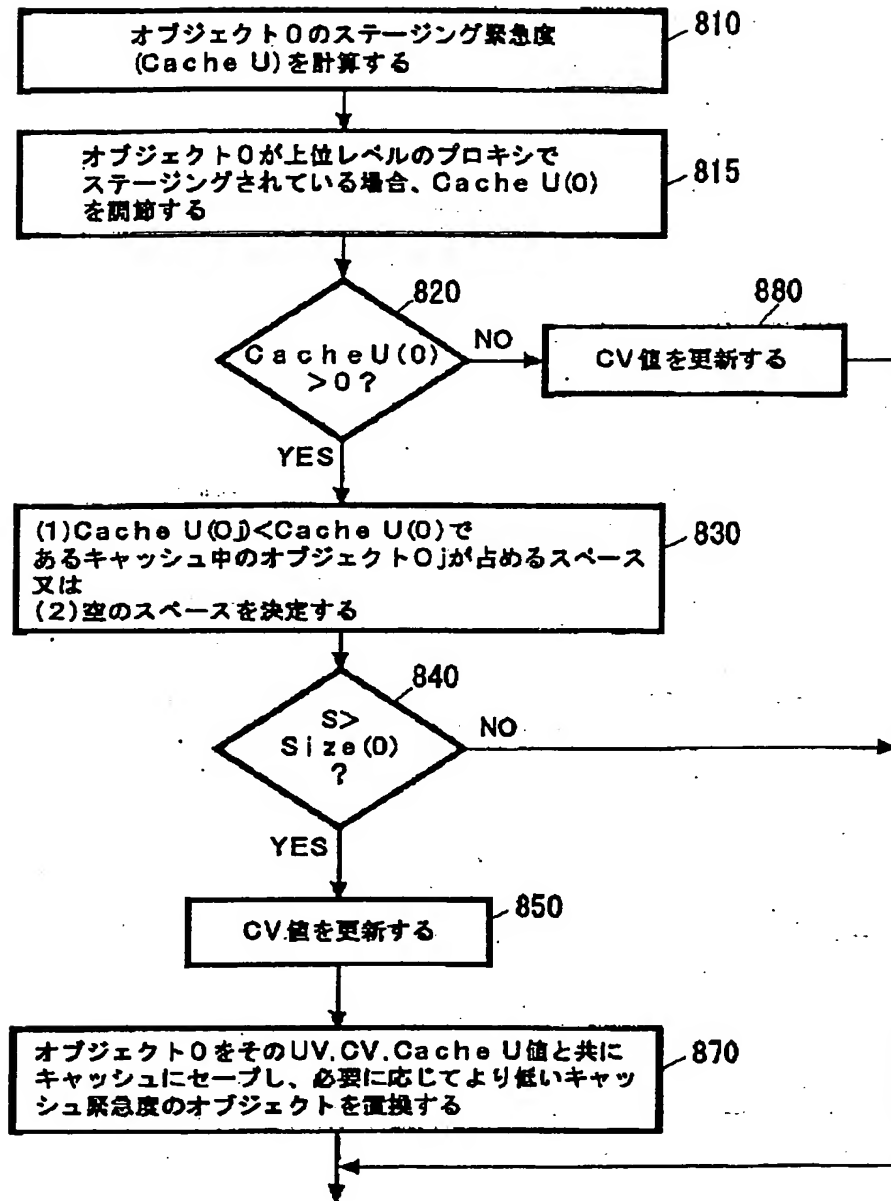 オブジェクトOのステージング緊急度
(Cache U)を計算する
810
オブジェクトOが上位レベルのプロキシで
ステージングされている場合、Cache U(O)
を調節する
815
820
CacheU(O)
>0?
NO
YES
880
CV値を更新する
(1)Cache U(Oj)<Cache U(O)で
あるキャッシュ中のオブジェクトOjが占めるスペース
又は
(2)空のスペースを決定する
830
840
S>
Size(O)
?
NO
YES
CV値を更新する
850
オブジェクトOをそのUV,CV,Cache U値と共に
キャッシュにセーブし、必要に応じてより低いキャッ
シュ緊急度のオブジェクトを置換する
870